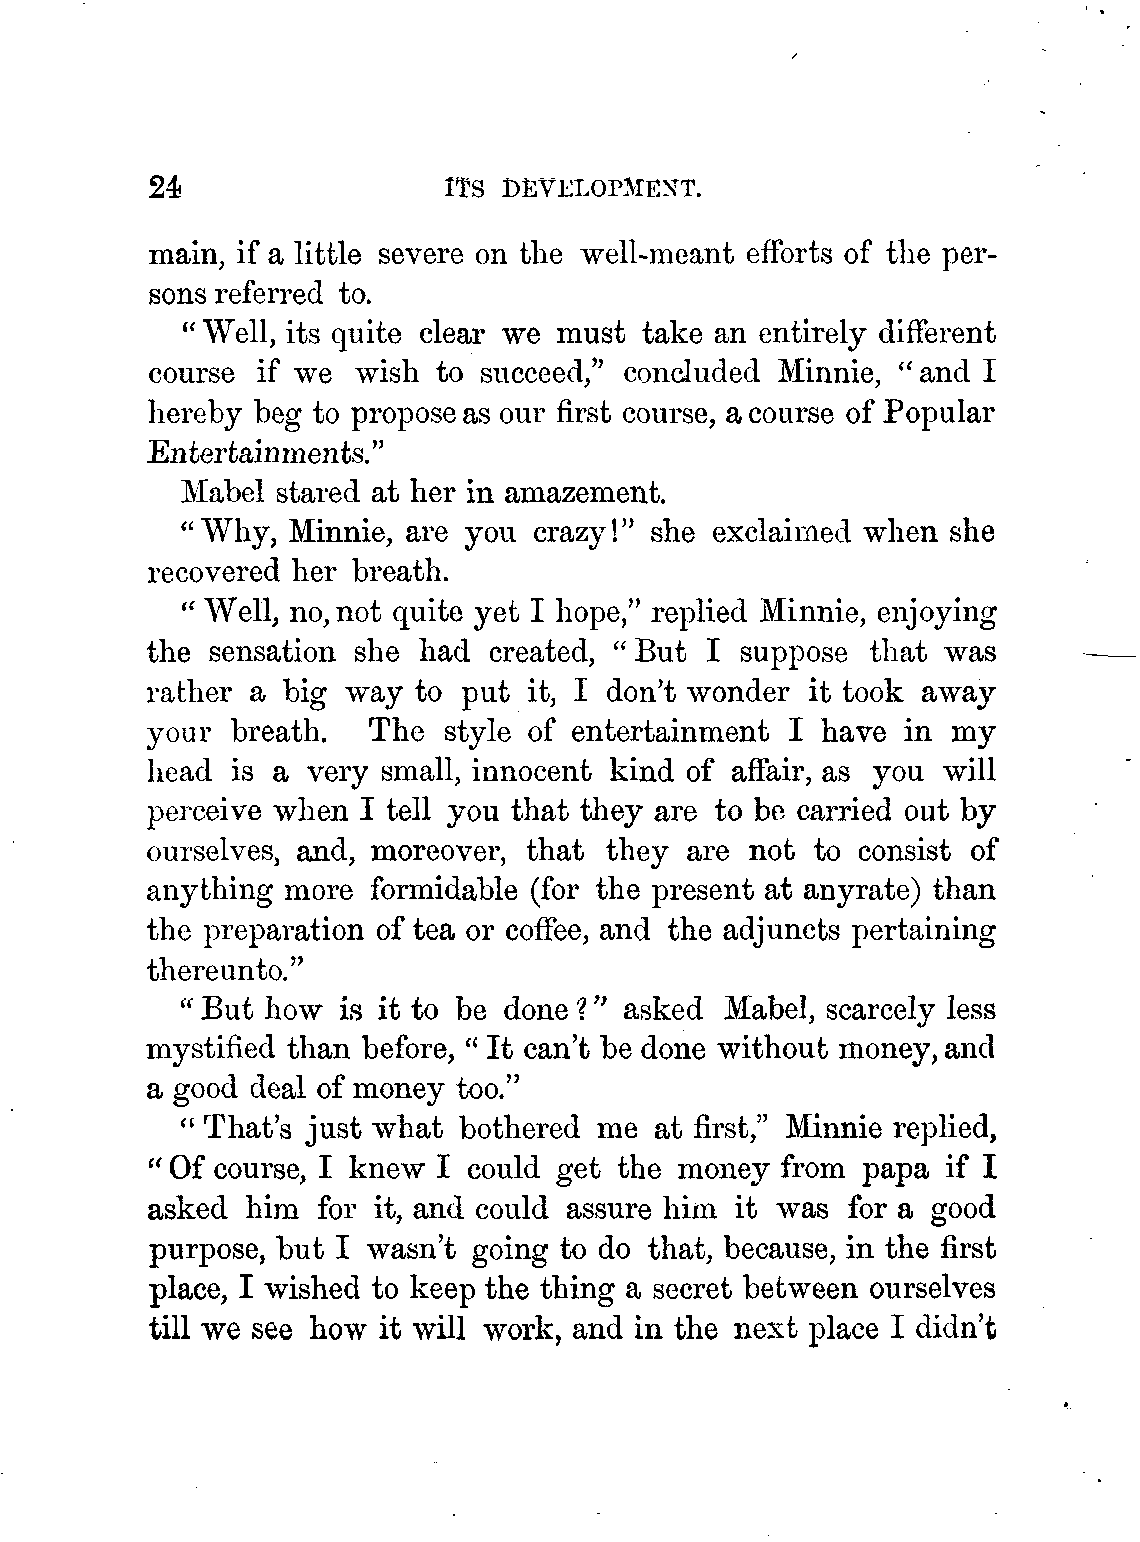 24 ITS DEVELOPMENT.
main, if a little severe on the well-meant efforts of the per-
sons referred to.
“Well, its quite clear we must take an entirely different
course if we wish to succeed,” concluded Minnie, “and I
hereby beg to propose as our first course, a course of Popular
Entertainments.”
Mabel stared at her in amazement.
“Why, Minnie, are you crazy!” she exclaimed when she
recovered her breath.
“Well, no, not quite yet I hope,” replied Minnie, enjoying
the sensation she had created, “But I suppose that was
rather a big way to put it, I don’t wonder it took away
your breath. The style of entertainment I have in my
head is a very small, innocent kind of affair, as you will
perceive when I tell you that they are to be carried out by
ourselves, and, moreover, that they are not to consist of
anything more formidable (for the present at anyrate) than
the preparation of tea or coffee, and the adjuncts pertaining
thereunto.”
“But how is it to be done?” asked Mabel, scarcely less
mystified than before, “It can’t be done without money, and
a good deal of money too.”
“That’s just what bothered me at first,” Minnie replied,
“Of course, I knew I could get the money from papa if I
asked him for it, and could assure him it was for a good
purpose, but I wasn’t going to do that, because, in the first
place, I wished to keep the thing a secret between ourselves
till we see how it will work, and in the next place I didn’t